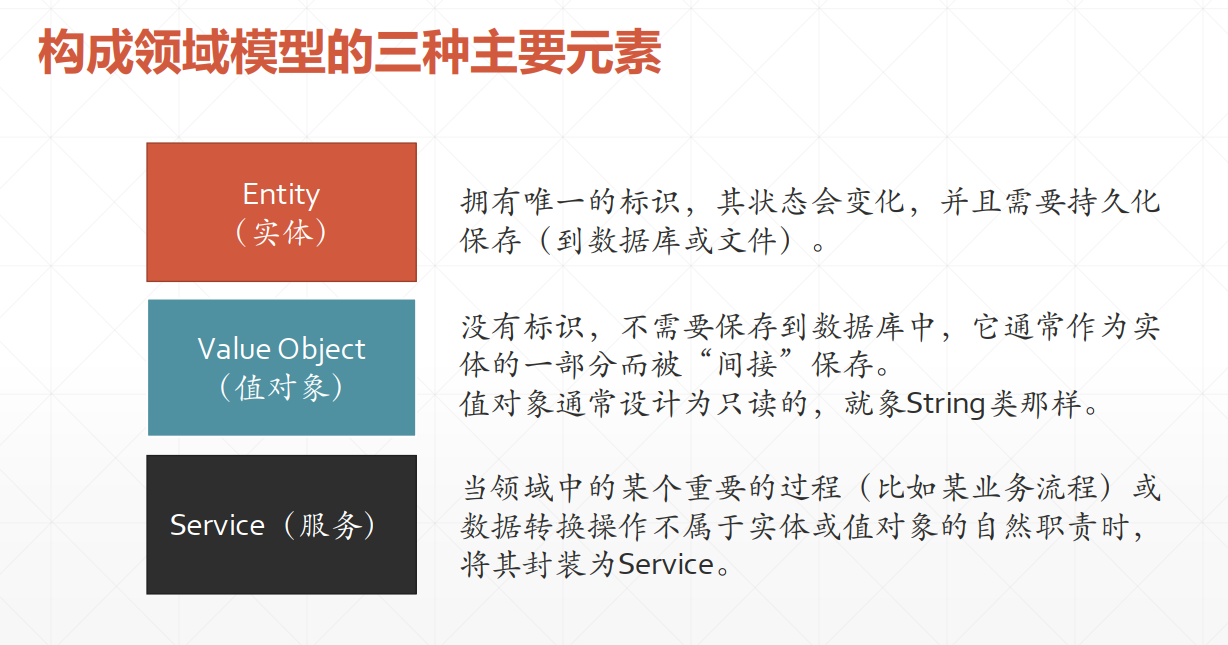 构成领域模型的三种主要元素
Entity
（实体）
拥有唯一的标识，其状态会变化，并且需要持久化
保存（到数据库或文件）。
Value Object
（值对象）
没有标识，不需要保存到数据库中，它通常作为实
体的一部分而被“间接”保存。
值对象通常设计为只读的，就象String类那样。
Service（服务）
当领域中的某个重要的过程（比如某业务流程）或
数据转换操作不属于实体或值对象的自然职责时，
将其封装为Service。